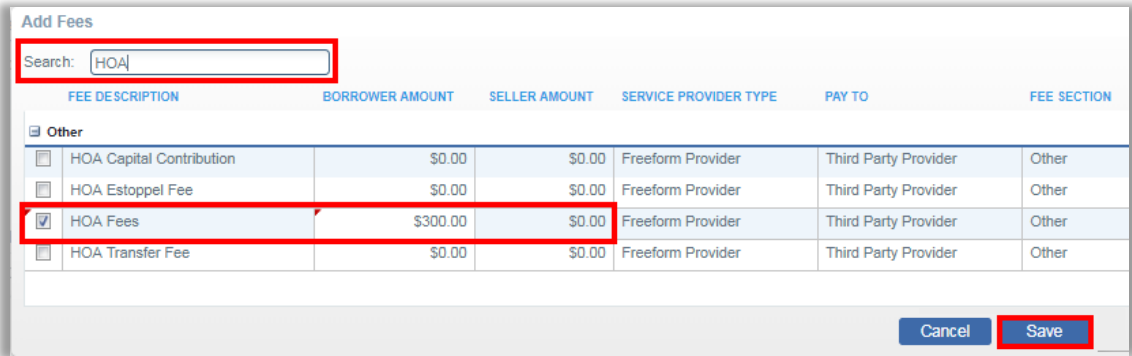 Add Fees
Search: HOA
FEE DESCRIPTION BORROWER AMOUNT SELLER AMOUNT SERVICE PROVIDER TYPE PAY TO FEE SECTION
Other
HOA Capital Contribution $0.00 $0.00 Freeform Provider Third Party Provider Other
HOA Estoppel Fee $0.00 $0.00 Freeform Provider Third Party Provider Other
HOA Fees $300.00 $0.00 Freeform Provider Third Party Provider Other
HOA Transfer Fee $0.00 $0.00 Freeform Provider Third Party Provider Other
Cancel Save